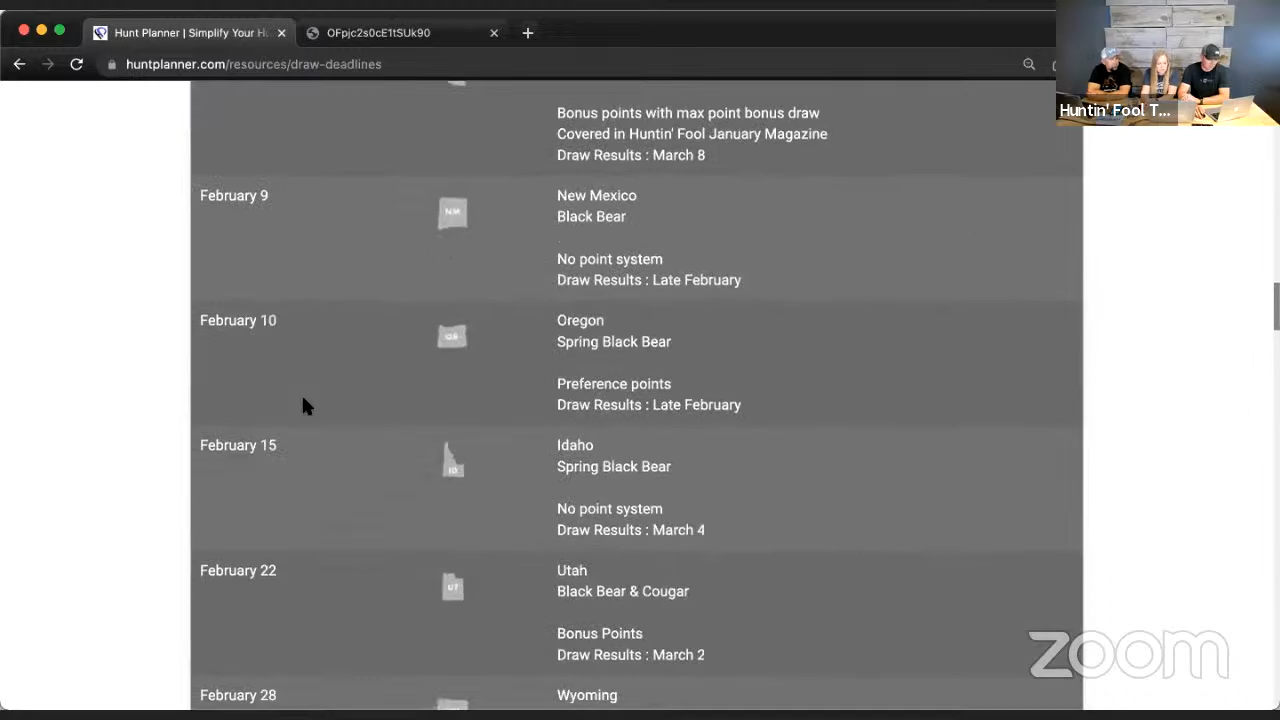 Hunt Planner | Simplify Your H
OFpjc2s0cE1tSUk90
huntplanner.com/resources/draw-deadlines
Huntin' Fool T...
Bonus points with max point bonus draw
Covered in Huntin' Fool January Magazine
Draw Results : March 8
February 9
NM
New Mexico
Black Bear
No point system
Draw Results : Late February
February 10
OR
Oregon
Spring Black Bear
Preference points
Draw Results : Late February
February 15
ID
Idaho
Spring Black Bear
No point system
Draw Results : March 4
February 22
UT
Utah
Black Bear & Cougar
Bonus Points
Draw Results : March 2
February 28
Wyoming
zoom